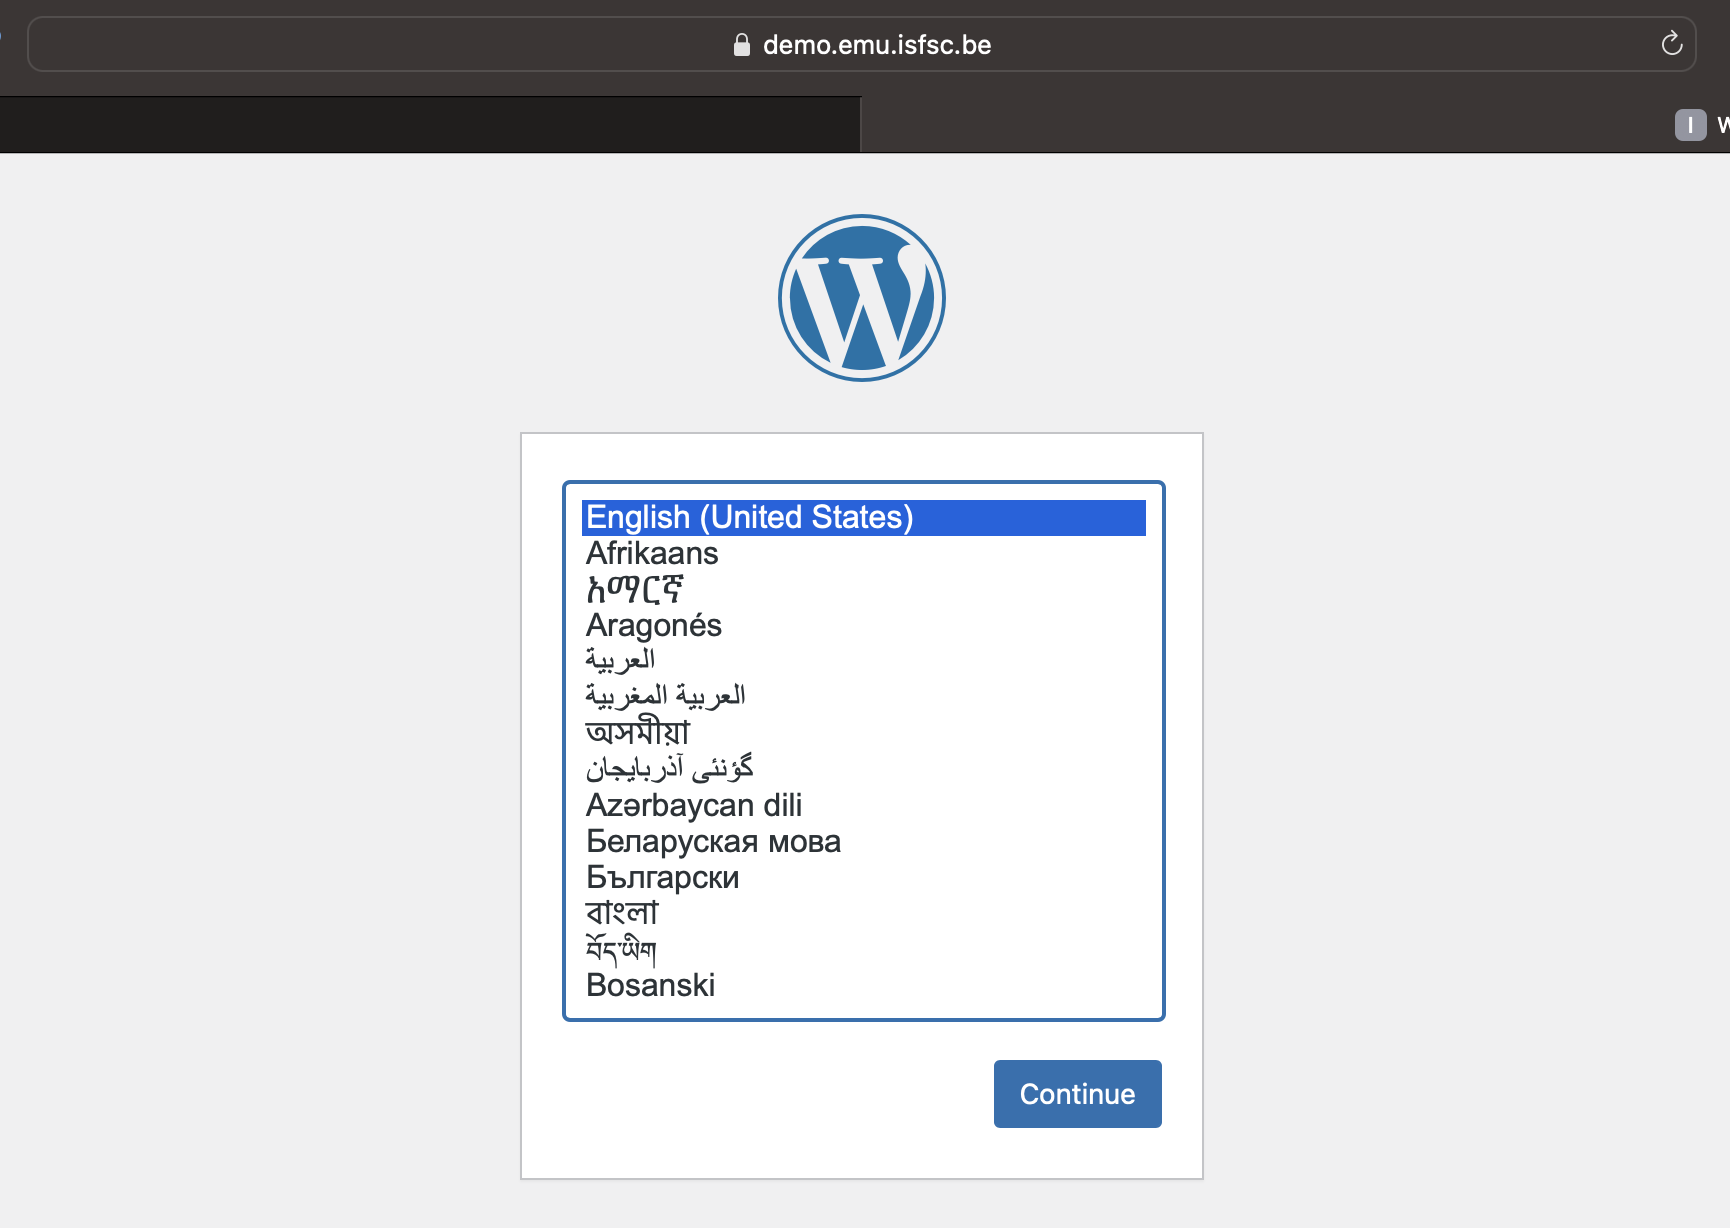 demo.emu.isfsc.be
I W
English (United States)
Afrikaans
አማርኛ
Aragonés
العربية
العربية المغربية
অসমীয়া
گؤنئی آذربایجان
Azərbaycan dili
Беларуская мова
Български
বাংলা
བོད་ཡིག
Bosanski
Continue